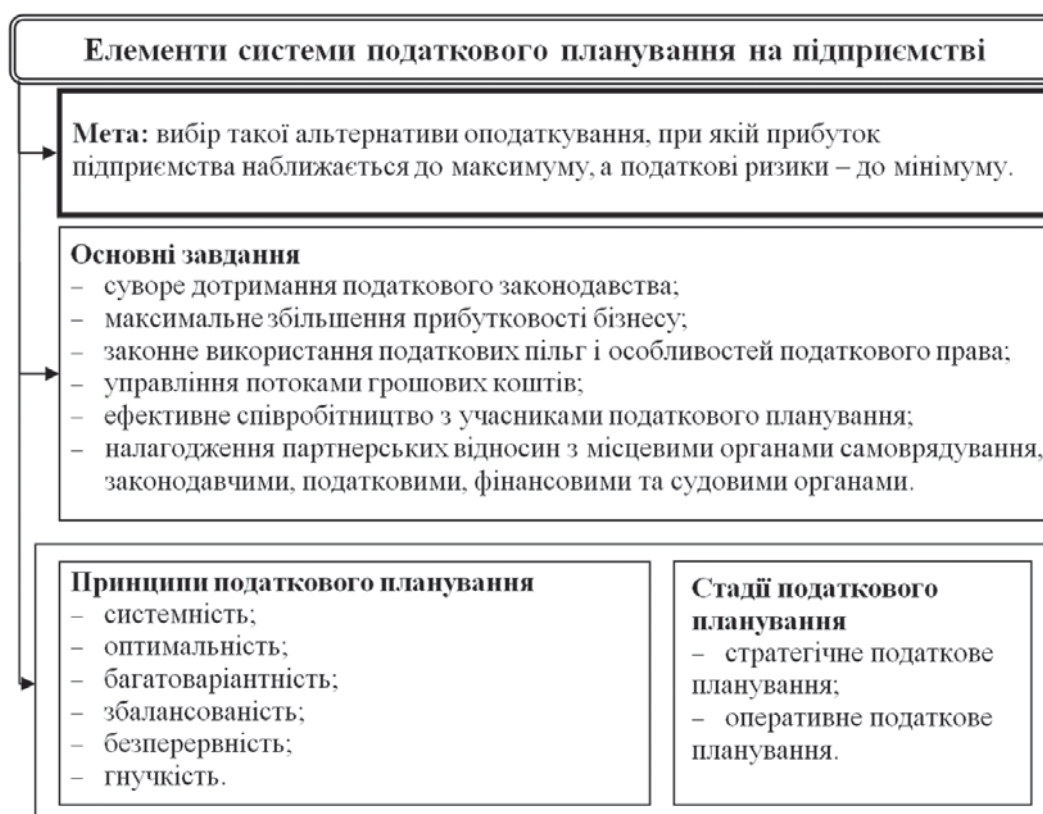 Елементи системи податкового планування на підприємстві
Мета: вибір такої альтернативи оподаткування, при якій прибуток
підприємства наближається до максимуму, а податкові ризики – до мінімуму.
Основні завдання
– суворе дотримання податкового законодавства;
– максимальне збільшення прибутковості бізнесу;
– законне використання податкових пільг і особливостей податкового права;
– управління потоками грошових коштів;
– ефективне співробітництво з учасниками податкового планування;
– налагодження партнерських відносин з місцевими органами самоврядування,
законодавчими, податковими, фінансовими та судовими органами.
Принципи податкового планування
– системність;
– оптимальність;
– багатоваріантність;
– збалансованість;
– безперервність;
– гнучкість.
Стадії податкового
планування
– стратегічне податкове
планування;
– оперативне податкове
планування.